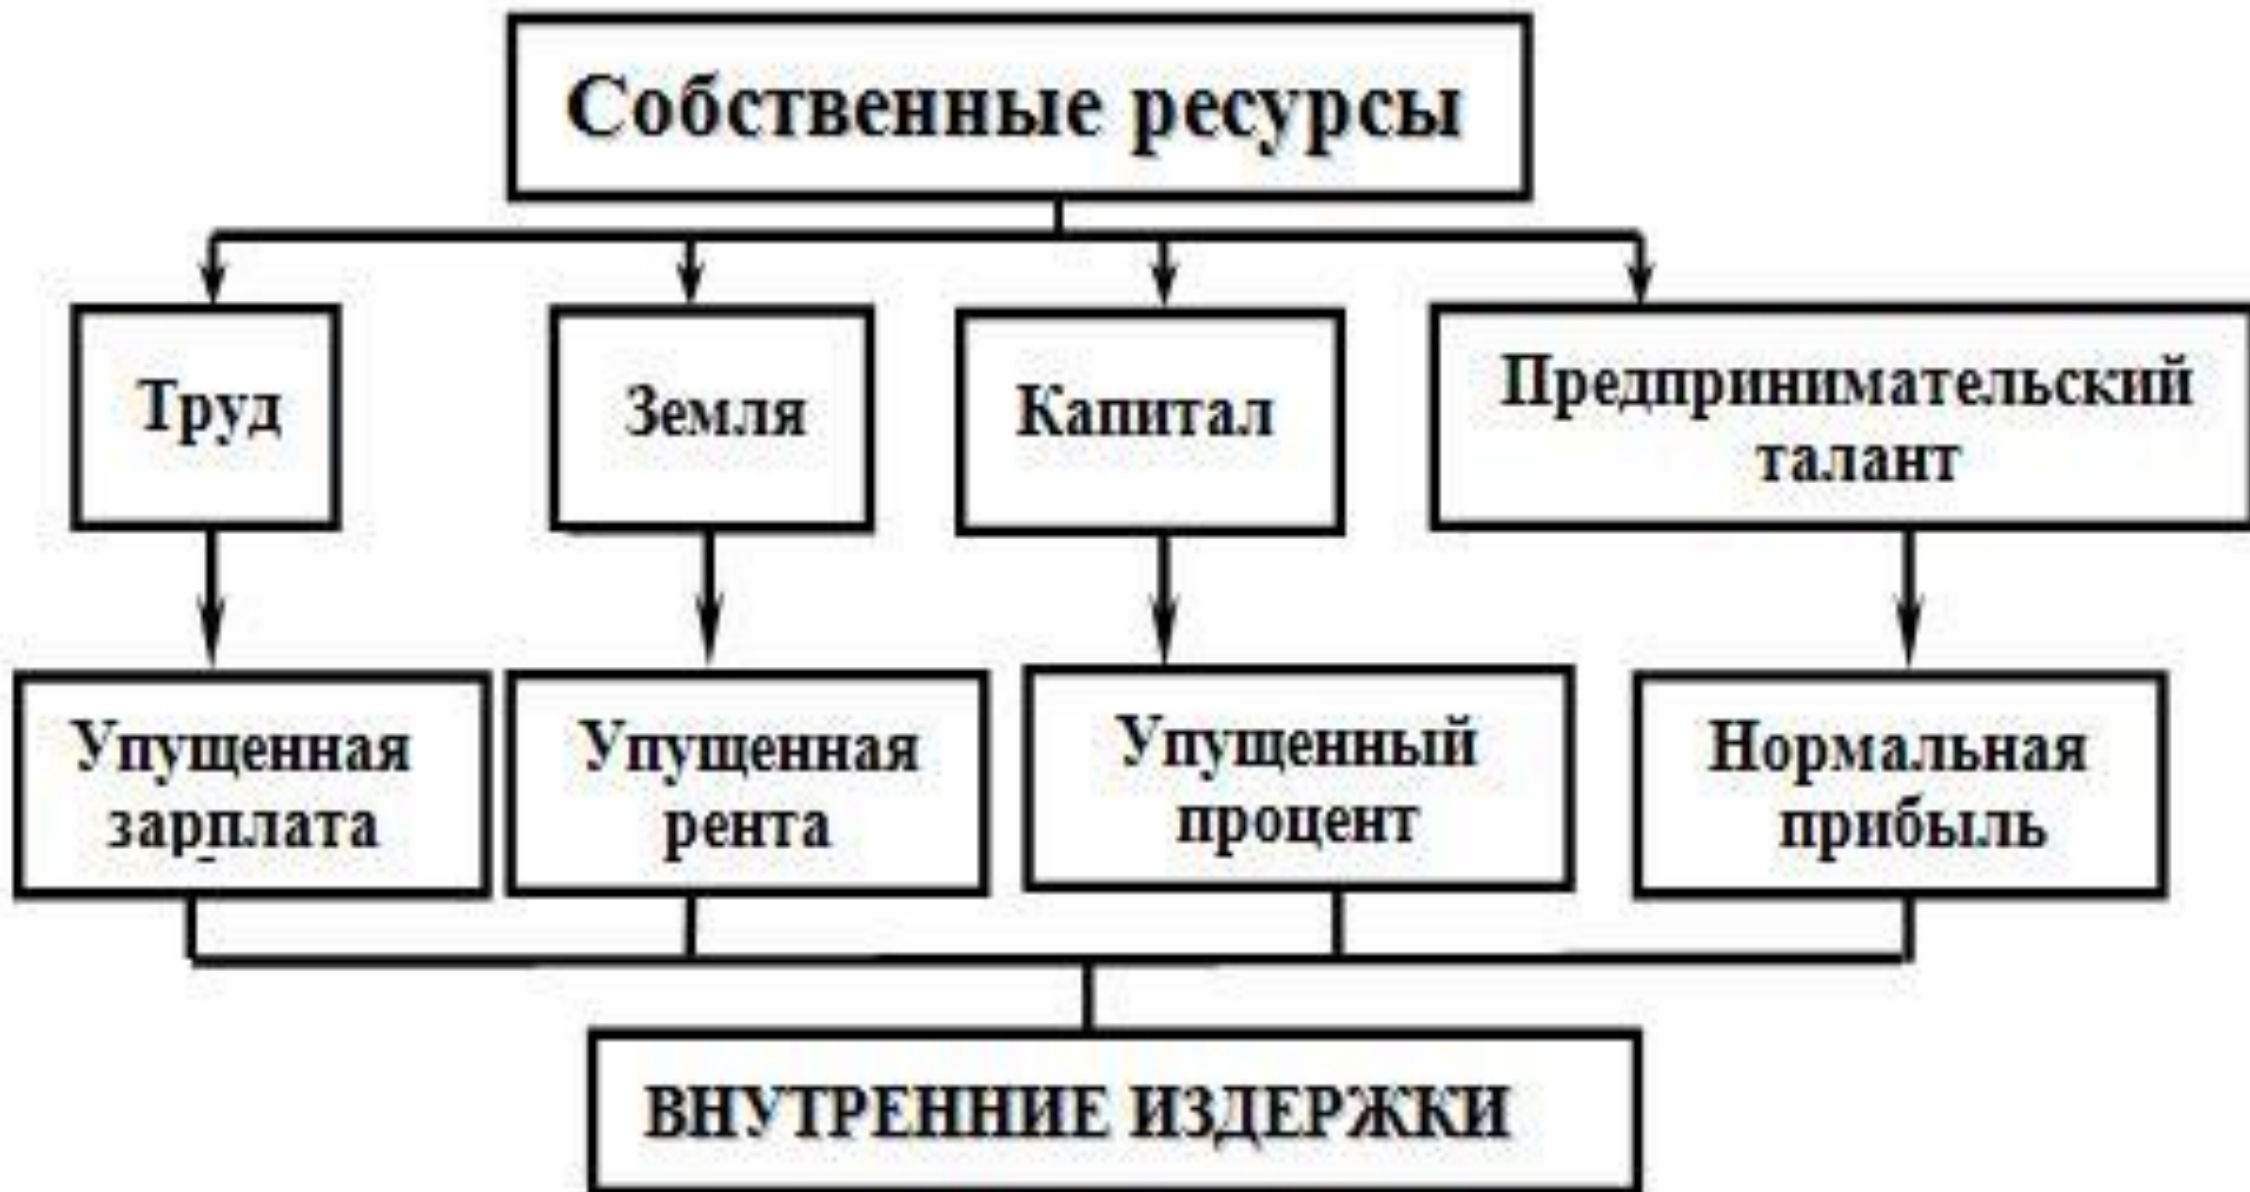 Собственные ресурсы
Труд
Земля
Капитал
Предпринимательский
талант
Упущенная
зарплата
Упущенная
рента
Упущенный
процент
Нормальная
прибыль
ВНУТРЕННИЕ ИЗДЕРЖКИ